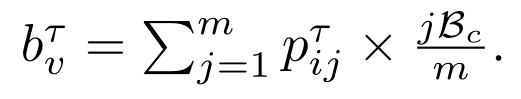 $b_v^\tau = \sum_{j=1}^{m} p_{ij}^\tau \times \frac{j\mathcal{B}_c}{m}.$